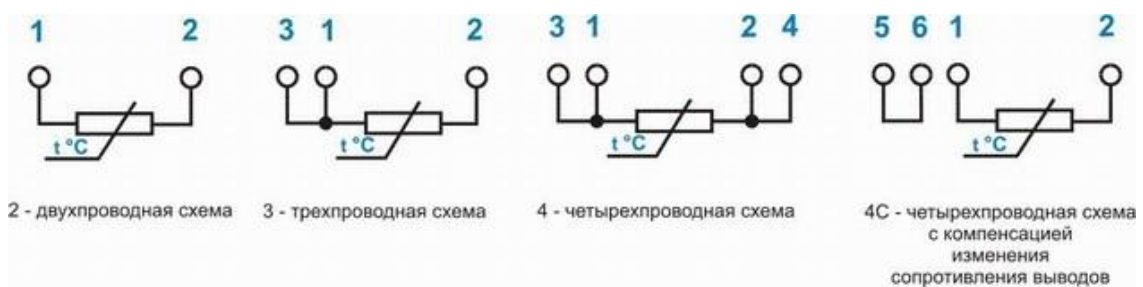 1 2 3 1 2 3 1 2 4 5 6 1 2
t °C t °C t °C t °C
2 - двухпроводная схема
3 - трехпроводная схема
4 - четырехпроводная схема
4С - четырехпроводная схема
с компенсацией
изменения
сопротивления выводов